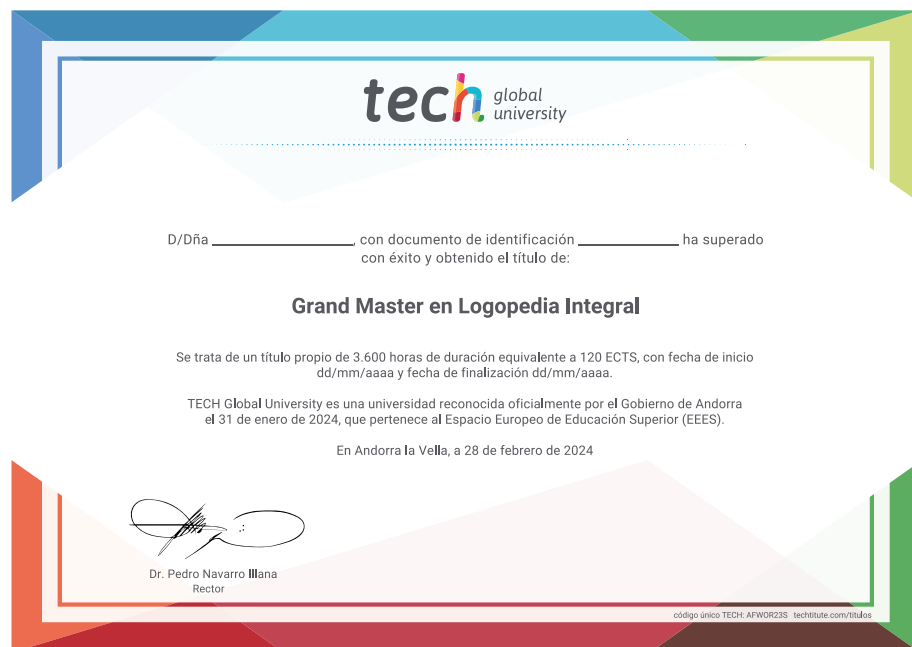 tech global university
D/Dña ______________, con documento de identificación __________ ha superado
con éxito y obtenido el título de:
Grand Master en Logopedia Integral
Se trata de un título propio de 3.600 horas de duración equivalente a 120 ECTS, con fecha de inicio
dd/mm/aaaa y fecha de finalización dd/mm/aaaa.
TECH Global University es una universidad reconocida oficialmente por el Gobierno de Andorra
el 31 de enero de 2024, que pertenece al Espacio Europeo de Educación Superior (EEES).
En Andorra la Vella, a 28 de febrero de 2024
Dr. Pedro Navarro Illana
Rector
código único TECH: AFWOR23S techtitute.com/titulos